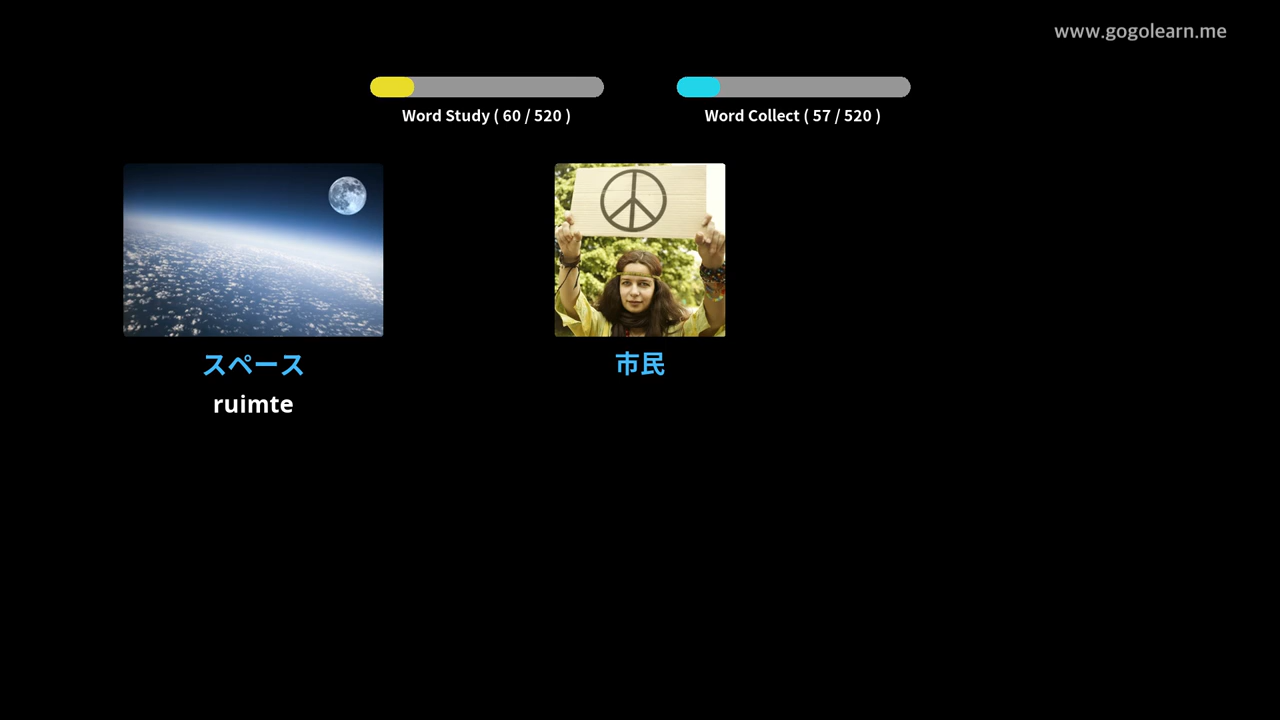 www.gogolearn.me
Word Study ( 60 / 520 )
Word Collect ( 57 / 520 )
スペース
ruimte
市民